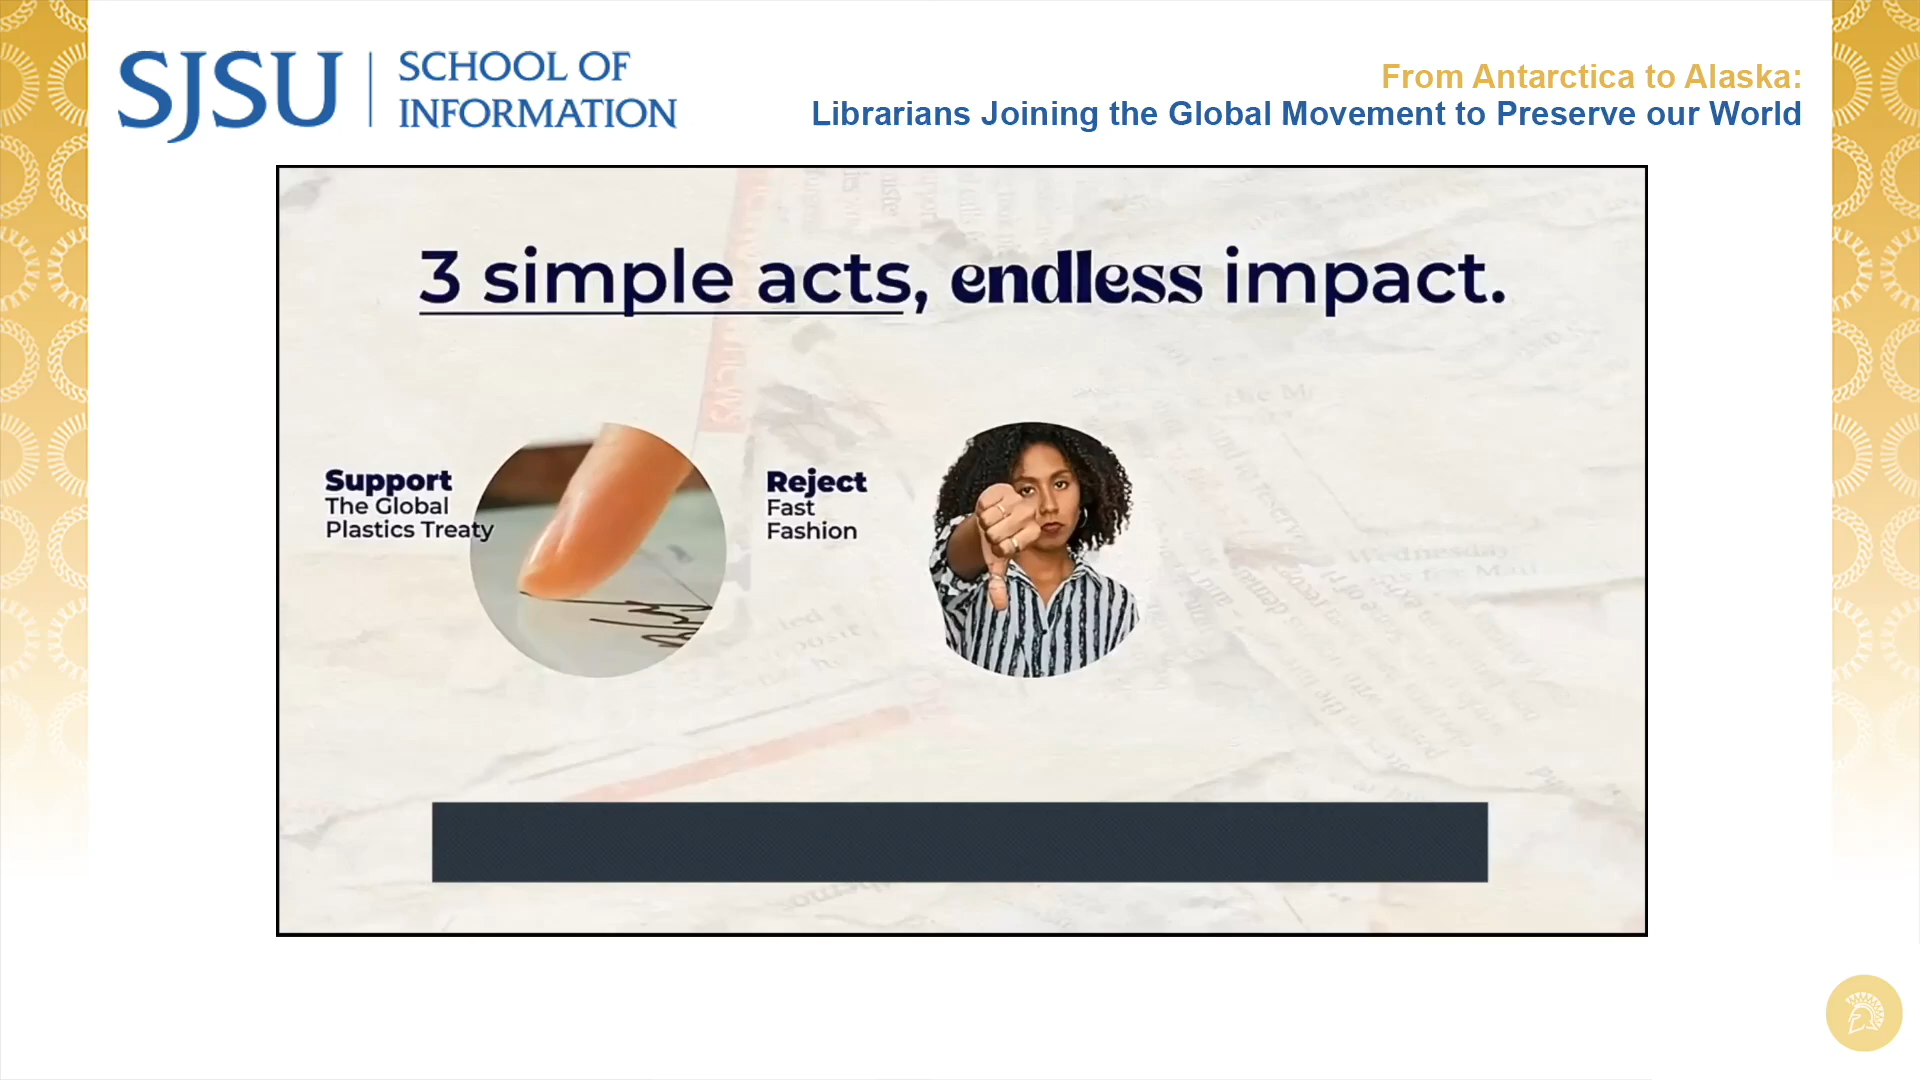 SJSU
SCHOOL OF
INFORMATION
From Antarctica to Alaska:
Librarians Joining the Global Movement to Preserve our World
3 simple acts, endless impact.
Support
The Global
Plastics Treaty
Reject
Fast
Fashion
Wednesday